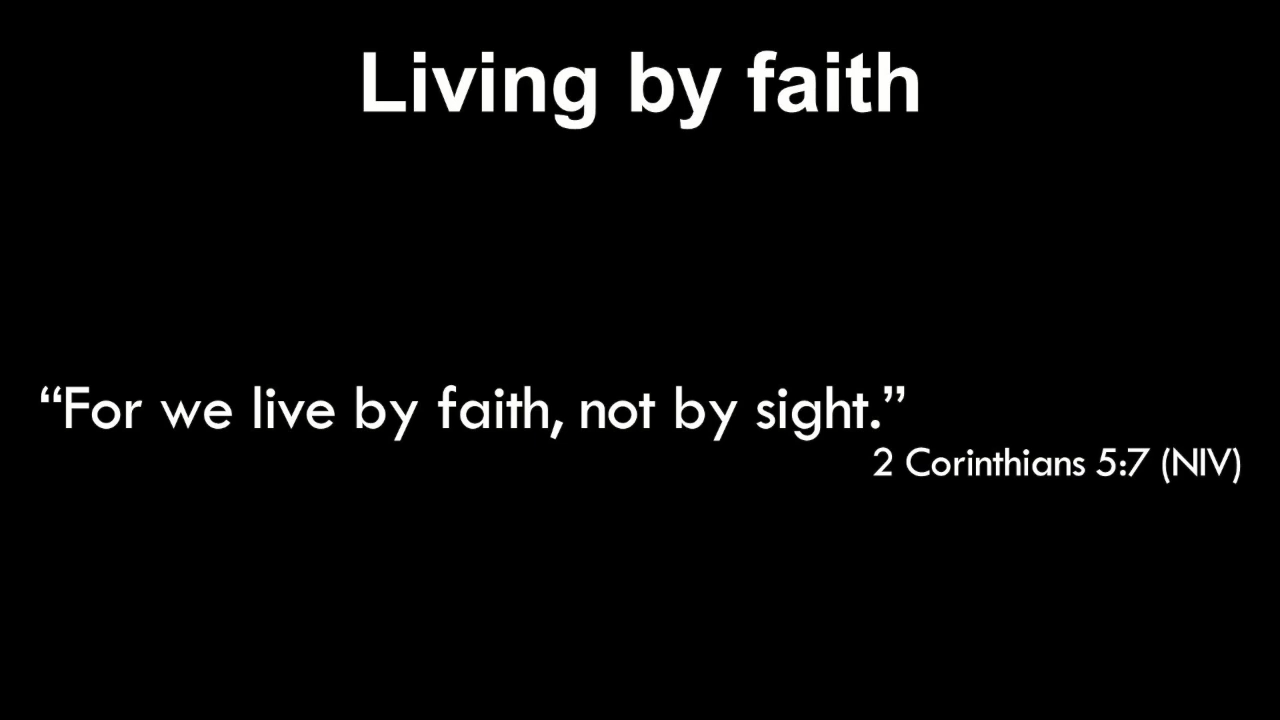 Living by faith
“For we live by faith, not by sight.”
2 Corinthians 5:7 (NIV)